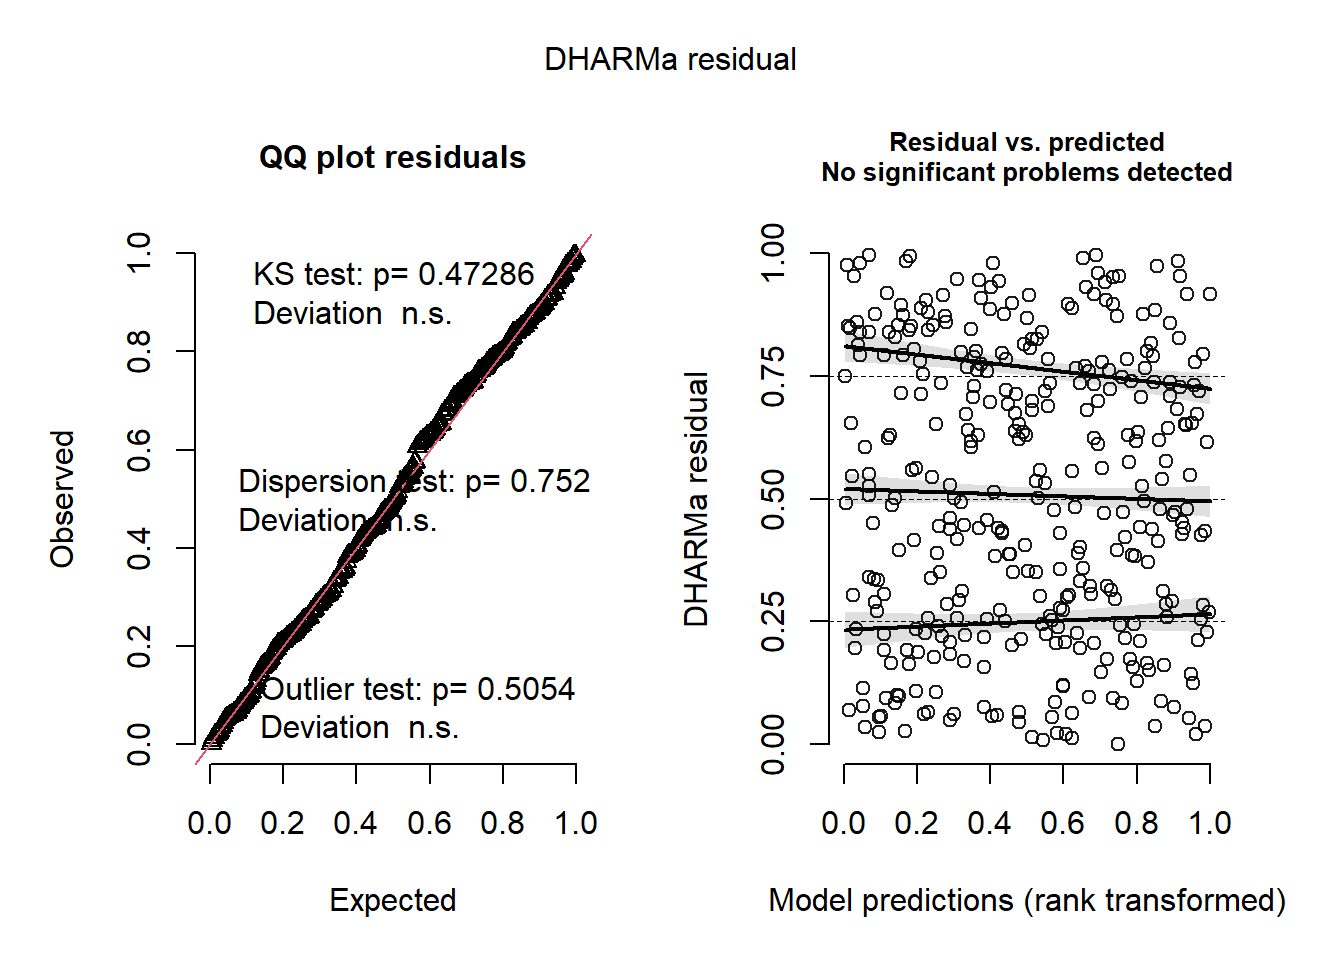 DHARMa residual
QQ plot residuals
KS test: p= 0.47286
Deviation n.s.
Dispersion test: p= 0.752
Deviation n.s.
Outlier test: p= 0.5054
Deviation n.s.
Observed
0.0
0.2
0.4
0.6
0.8
1.0
0.0 0.2 0.4 0.6 0.8 1.0
Expected
Residual vs. predicted
No significant problems detected
DHARMa residual
0.00
0.25
0.50
0.75
1.00
0.0 0.2 0.4 0.6 0.8 1.0
Model predictions (rank transformed)